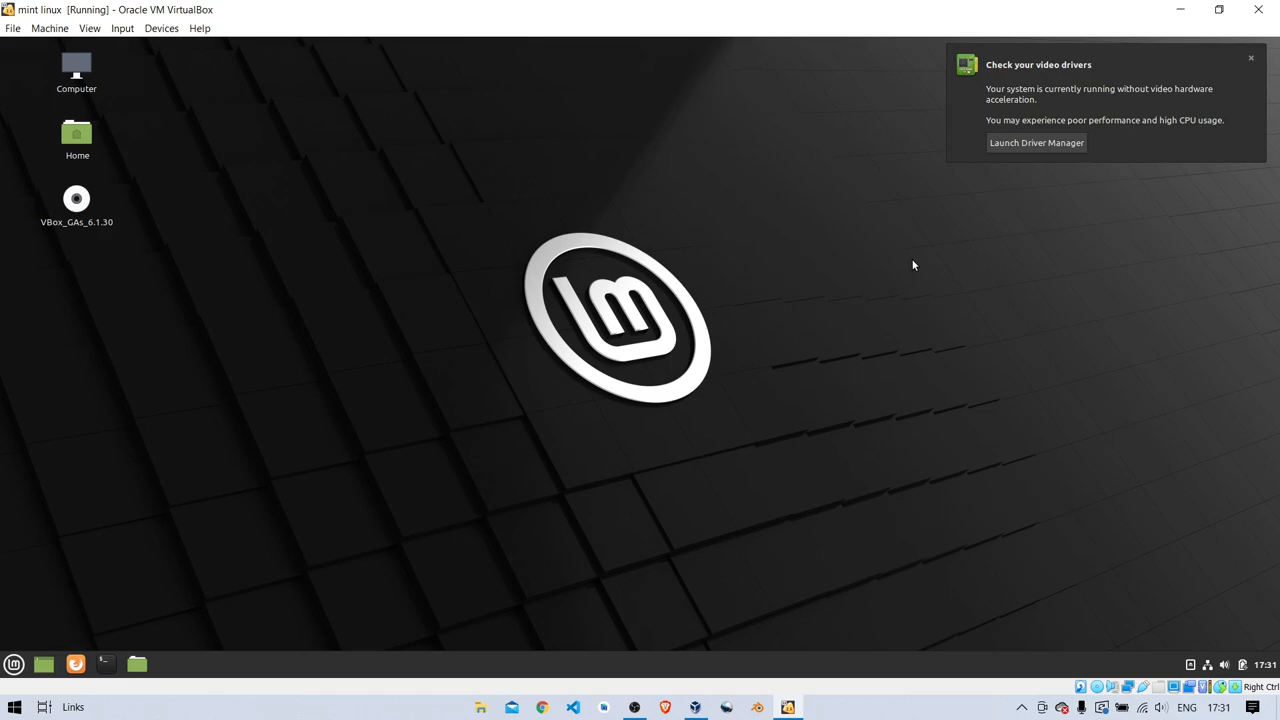 mint linux [Running] - Oracle VM VirtualBox
File Machine View Input Devices Help
Computer
Home
VBox_GAs_6.1.30
Check your video drivers
Your system is currently running without video hardware
acceleration.
You may experience poor performance and high CPU usage.
Launch Driver Manager
17:31
Right Ctrl
Links
ENG 17:31